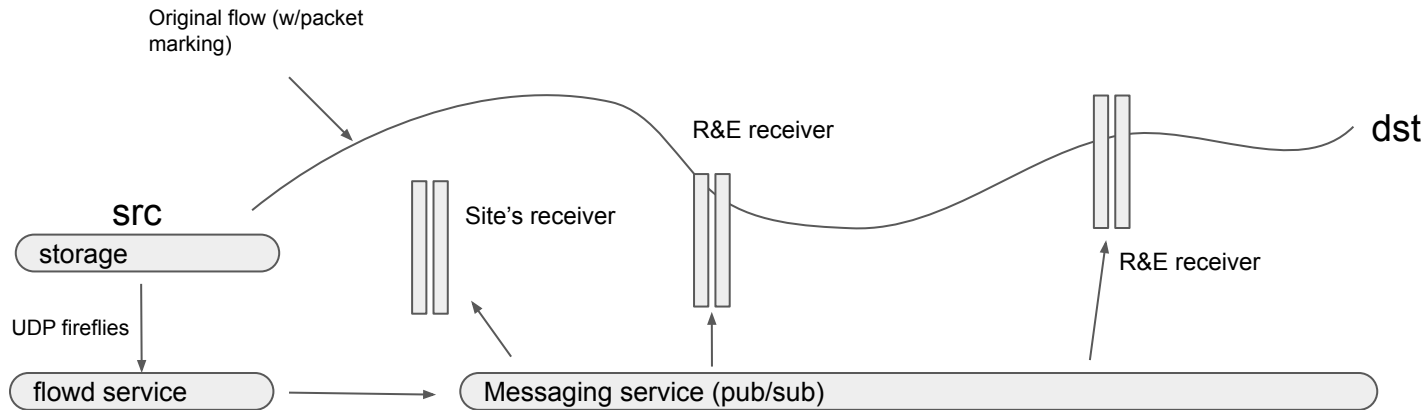 Original flow (w/packet
marking)
R&E receiver
dst
src
Site's receiver
storage
R&E receiver
UDP fireflies
flowd service
Messaging service (pub/sub)